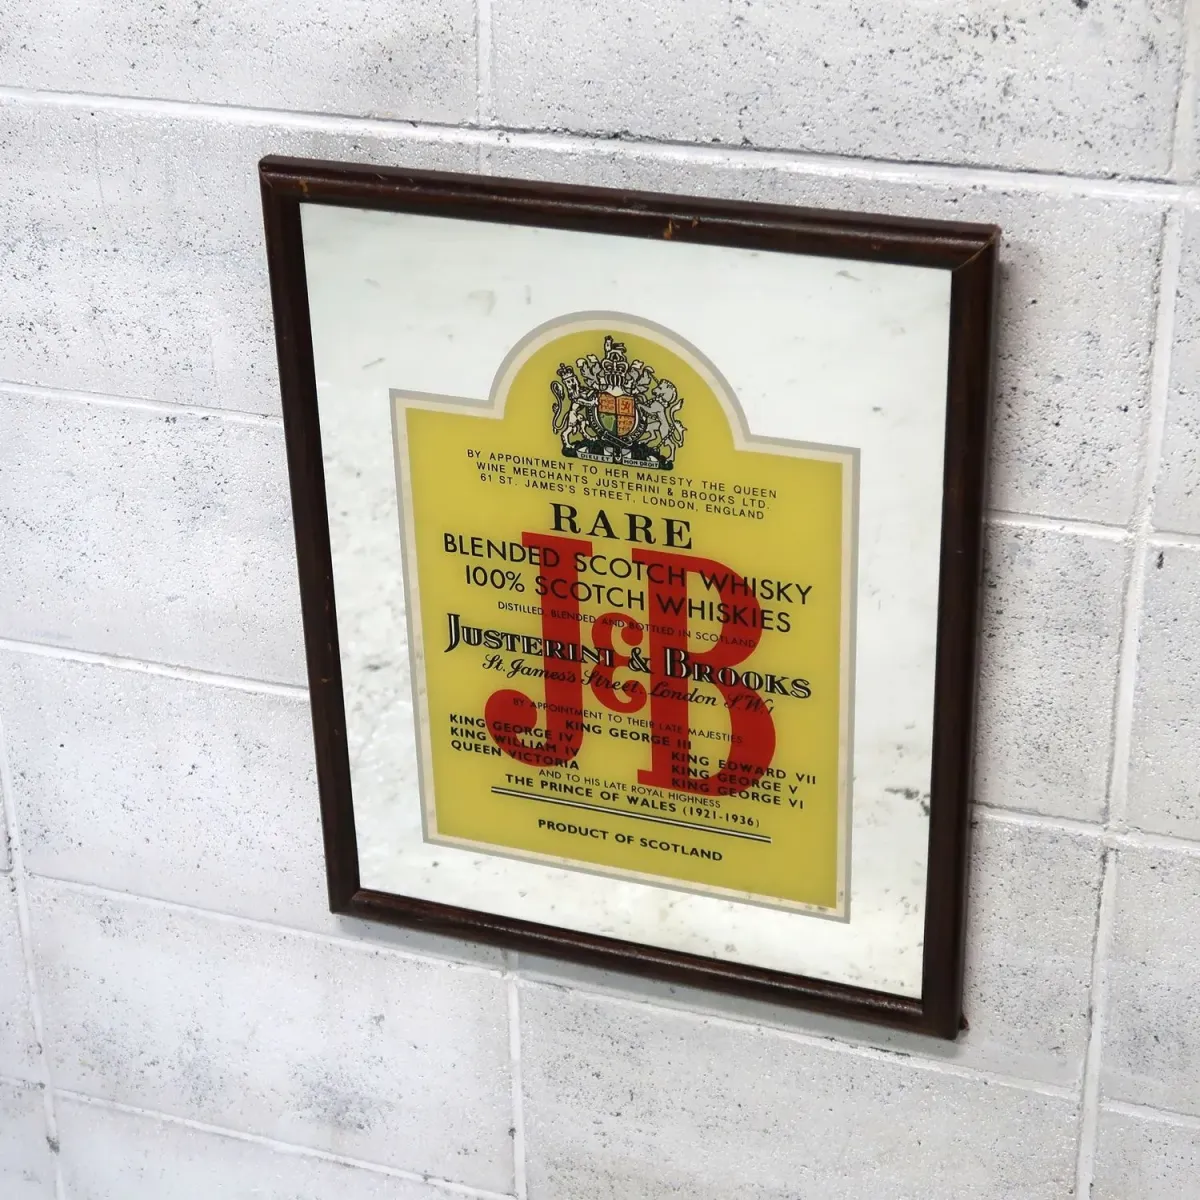 DIEU ET MON DROIT
BY APPOINTMENT TO HER MAJESTY THE QUEEN
WINE MERCHANTS JUSTERINI & BROOKS LTD.
61 ST. JAMES'S STREET, LONDON, ENGLAND
RARE
BLENDED SCOTCH WHISKY
100% SCOTCH WHISKIES
DISTILLED, BLENDED AND BOTTLED IN SCOTLAND
J&B
JUSTERINI & BROOKS
St. James's Street, London S.W.1
BY APPOINTMENT TO THEIR LATE MAJESTIES
KING GEORGE III
KING GEORGE IV
KING WILLIAM IV
QUEEN VICTORIA
KING EDWARD VII
KING GEORGE V
KING GEORGE VI
AND TO HIS LATE ROYAL HIGHNESS
THE PRINCE OF WALES (1921-1936)
PRODUCT OF SCOTLAND